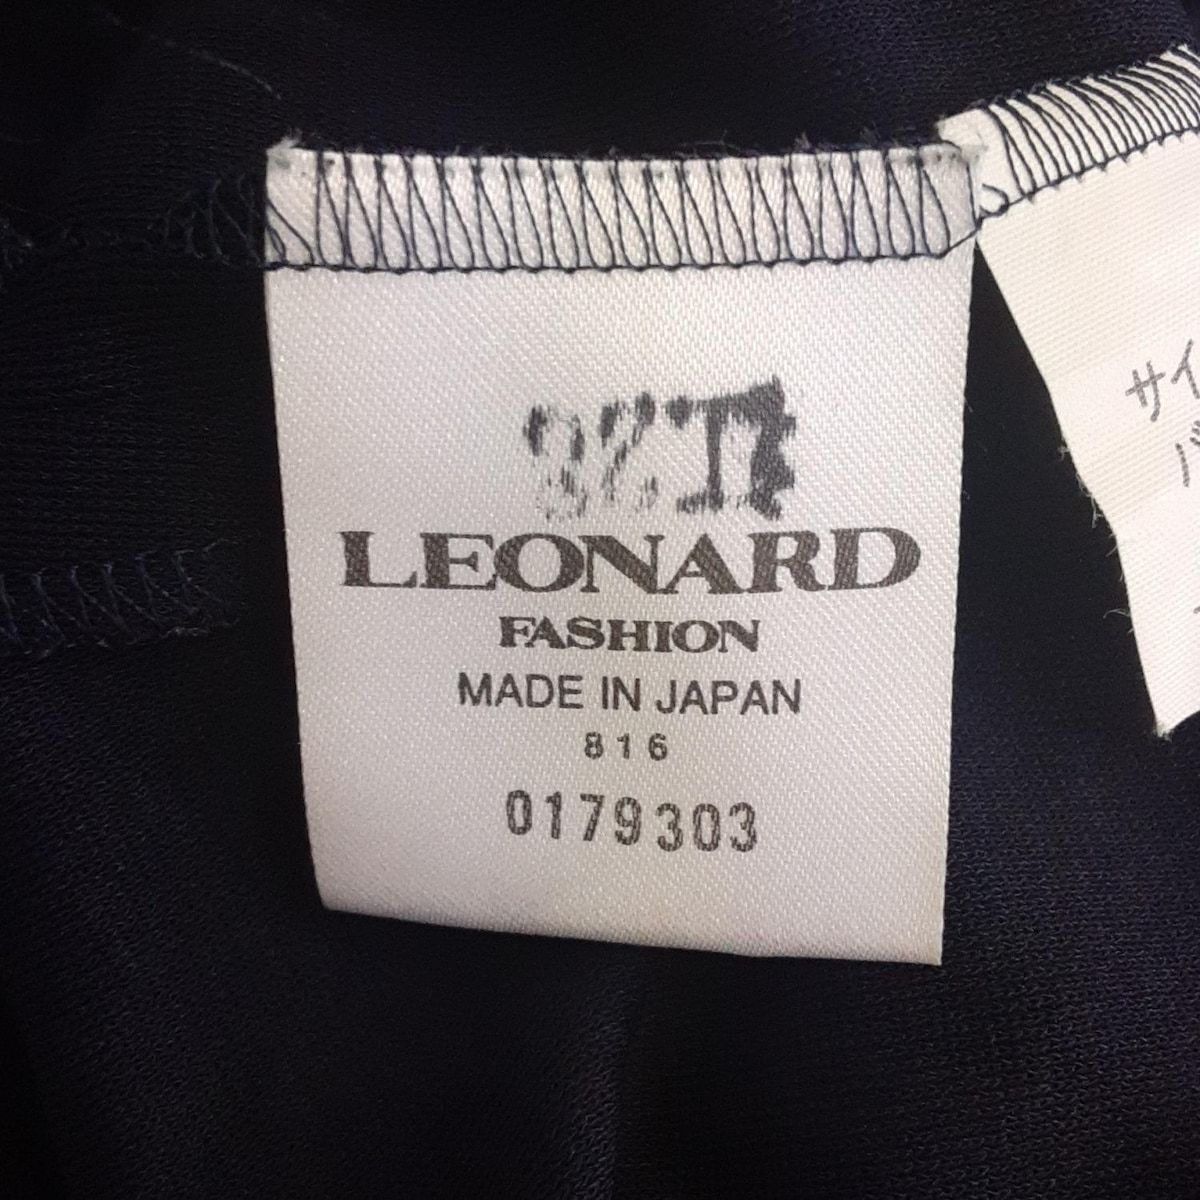 LEONARD
FASHION
MADE IN JAPAN
816
0179303
サイ